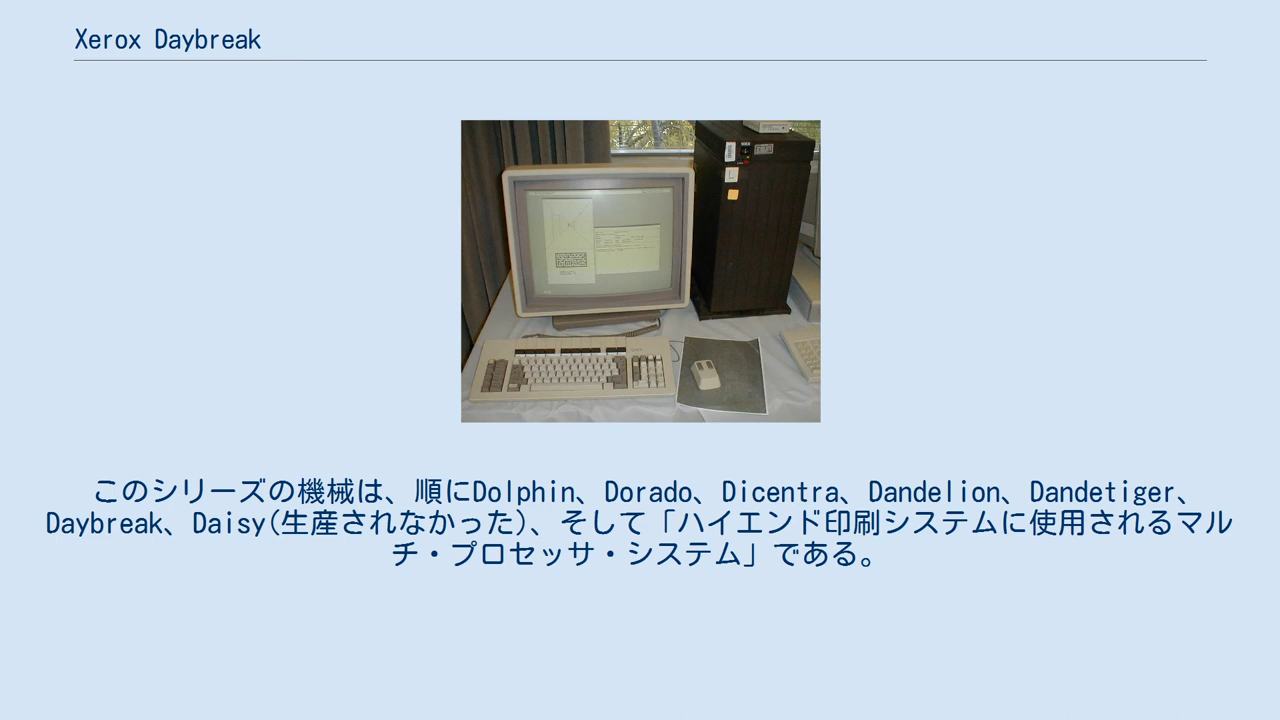 Xerox Daybreak
このシリーズの機械は、順にDolphin、Dorado、Dicentra、Dandelion、Dandetiger、
Daybreak、Daisy(生産されなかった)、そして「ハイエンド印刷システムに使用されるマル
チ・プロセッサ・システム」である。